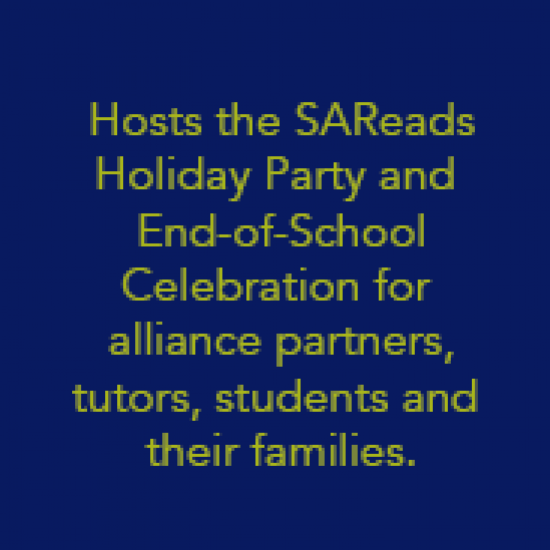 Hosts the SAReads
Holiday Party and
End-of-School
Celebration for
alliance partners,
tutors, students and
their families.